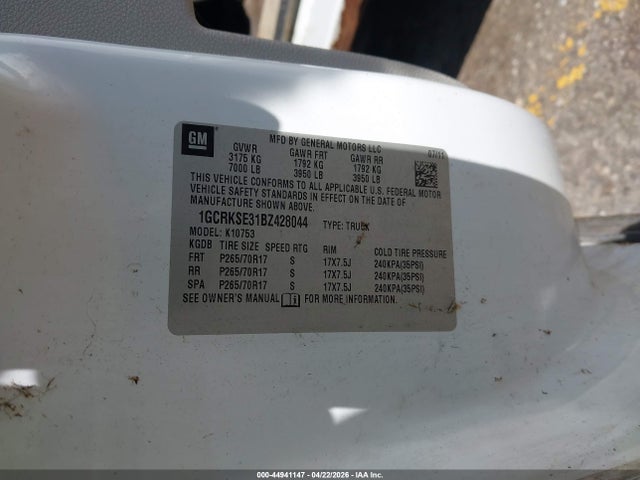 GM
MFD BY GENERAL MOTORS LLC
07/11
GVWR GAWR FRT GAWR RR
3175 KG 1792 KG 1792 KG
7000 LB 3950 LB 3950 LB
THIS VEHICLE CONFORMS TO ALL APPLICABLE U.S. FEDERAL MOTOR
VEHICLE SAFETY STANDARDS IN EFFECT ON THE DATE OF
MANUFACTURE SHOWN ABOVE.
1GCRKSE31BZ428044 TYPE: TRUCK
MODEL: K10753
KGDB TIRE SIZE SPEED RTG RIM COLD TIRE PRESSURE
FRT P265/70R17 S 17X7.5J 240KPA(35PSI)
RR P265/70R17 S 17X7.5J 240KPA(35PSI)
SPA P265/70R17 S 17X7.5J 240KPA(35PSI)
SEE OWNER'S MANUAL FOR MORE INFORMATION.
000-44941147 - 04/22/2026 - IAA Inc.